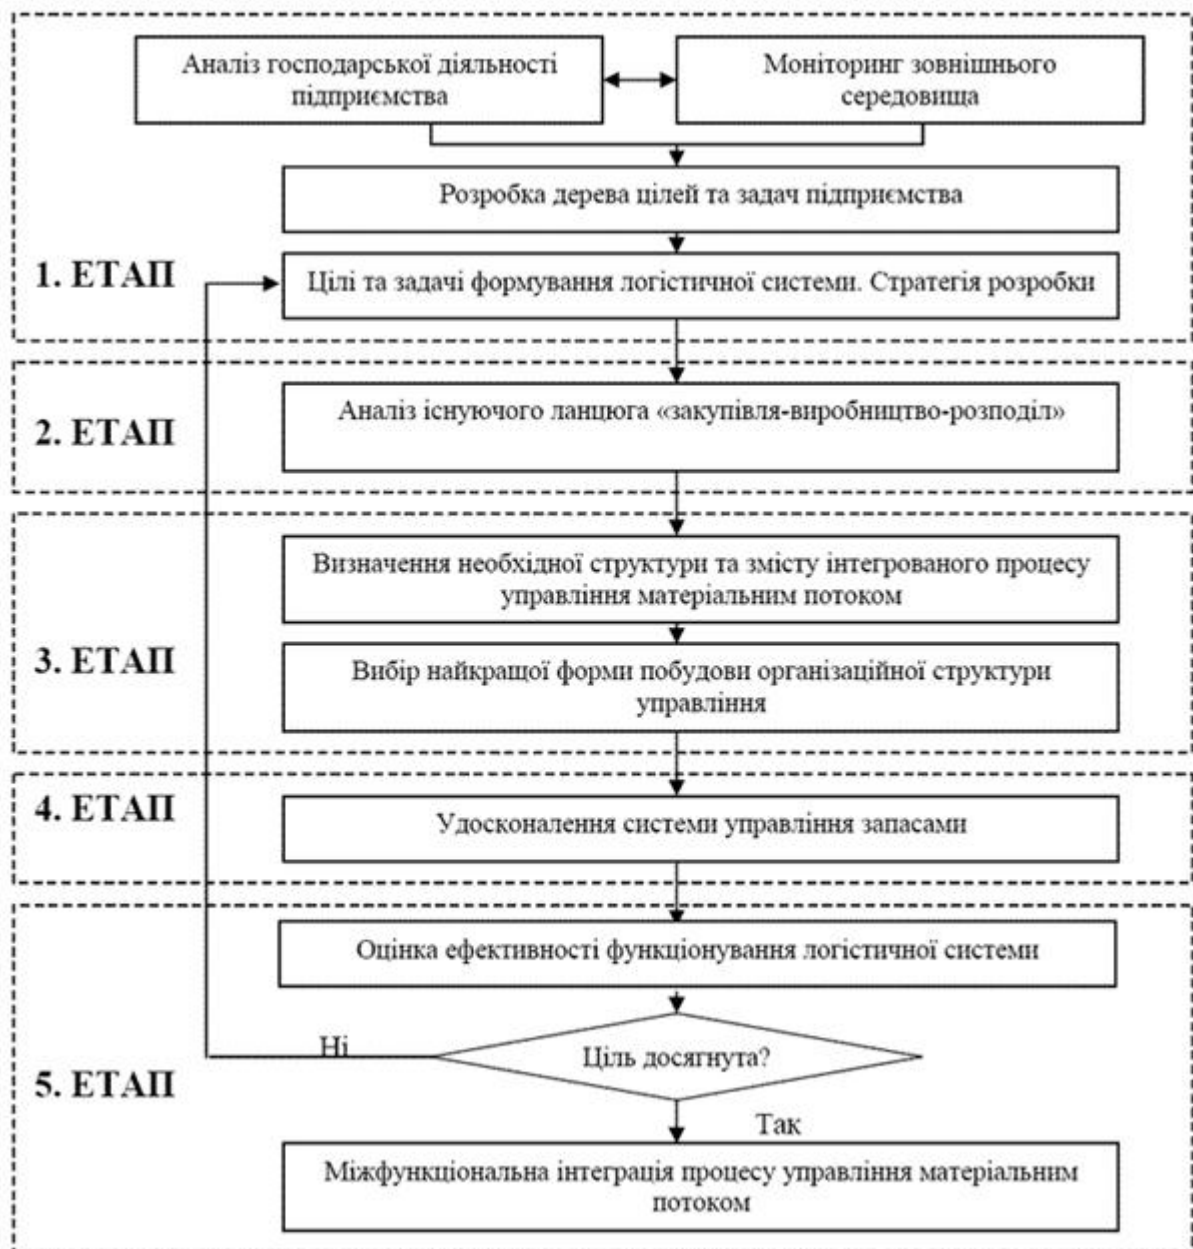 Аналіз господарської діяльності
підприємства
Моніторинг зовнішнього
середовища
Розробка дерева цілей та задач підприємства
1. ЕТАП
Цілі та задачі формування логістичної системи. Стратегія розробки
2. ЕТАП
Аналіз існуючого ланцюга «закупівля-виробництво-розподіл»
Визначення необхідної структури та змісту інтегрованого процесу
управління матеріальним потоком
3. ЕТАП
Вибір найкращої форми побудови організаційної структури
управління
4. ЕТАП
Удосконалення системи управління запасами
Оцінка ефективності функціонування логістичної системи
Ні
Ціль досягнута?
5. ЕТАП
Так
Міжфункціональна інтеграція процесу управління матеріальним
потоком